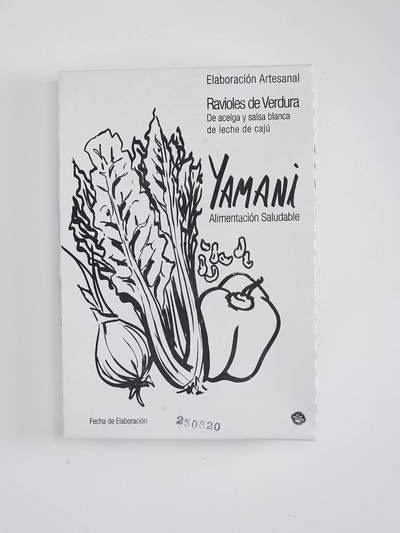 Elaboración Artesanal
Ravioles de Verdura
De acelga y salsa blanca
de leche de cajú
YAMANi
Alimentación Saludable
Fecha de Elaboración
250820